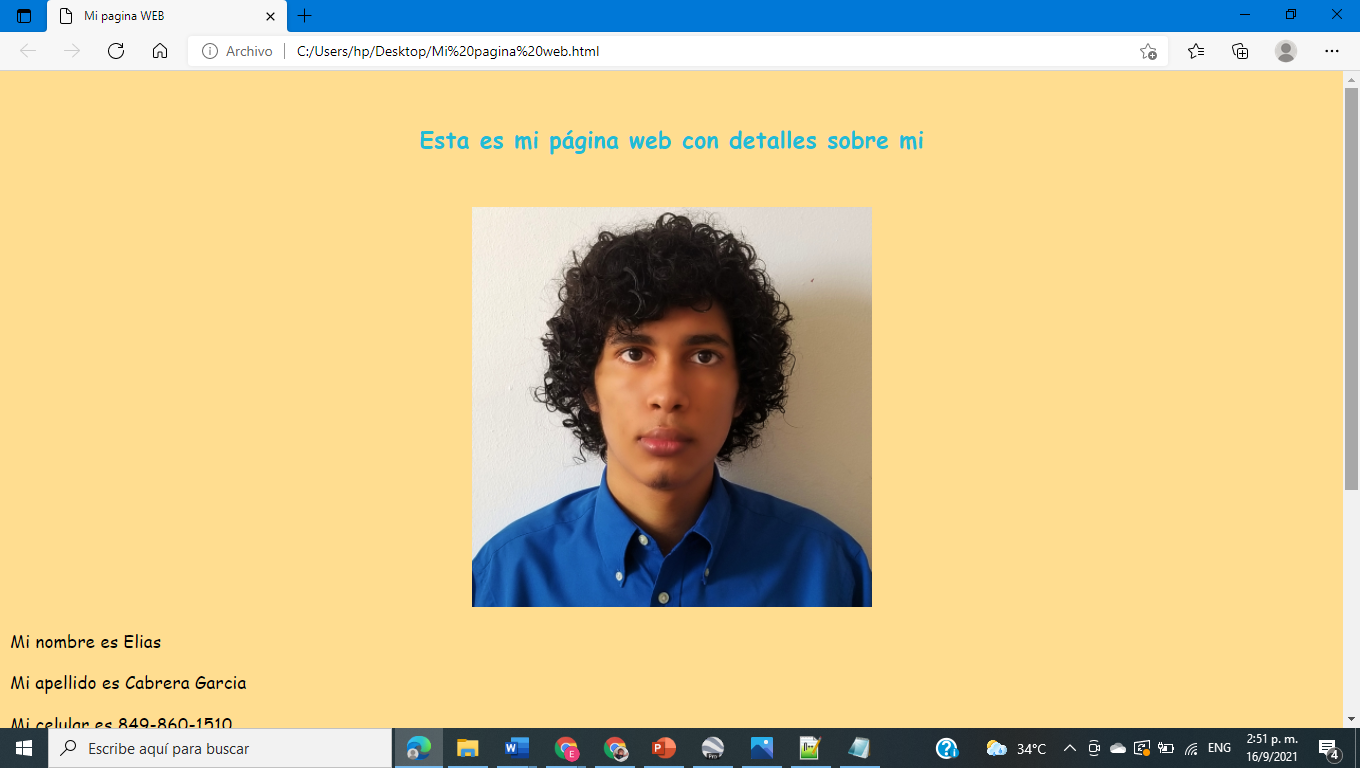 Mi pagina WEB
Archivo
C:/Users/hp/Desktop/Mi%20pagina%20web.html
Esta es mi página web con detalles sobre mi
Mi nombre es Elias
Mi apellido es Cabrera Garcia
Mi celular es 849-860-1510
Escribe aquí para buscar
34°C
ENG
2:51 p. m.
16/9/2021
4